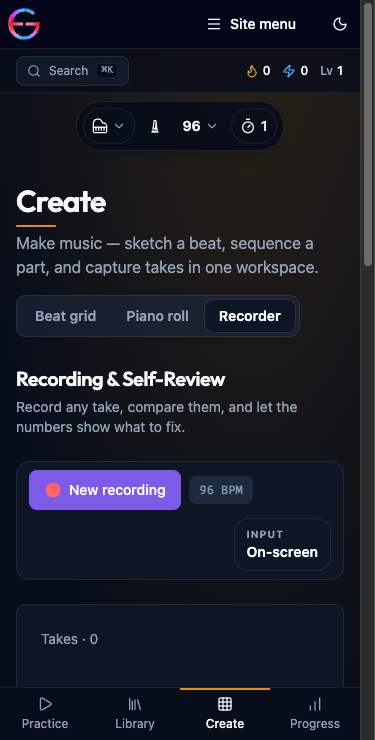 Site menu
Search ⌘K
0 0 Lv 1
96 1
Create
Make music — sketch a beat, sequence a
part, and capture takes in one workspace.
Beat grid Piano roll Recorder
Recording & Self-Review
Record any take, compare them, and let the
numbers show what to fix.
New recording 96 BPM
INPUT
On-screen
Takes · 0
Practice Library Create Progress